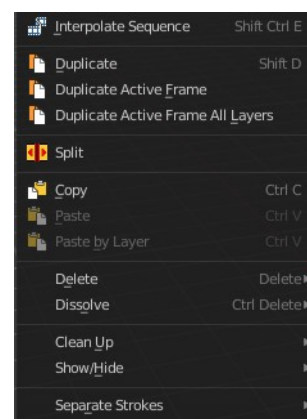 Interpolate Sequence Shift Ctrl E
Duplicate Shift D
Duplicate Active Frame
Duplicate Active Frame All Layers
Split
Copy Ctrl C
Paste Ctrl V
Paste by Layer Ctrl V
Delete Delete
Dissolve Ctrl Delete
Clean Up
Show/Hide
Separate Strokes